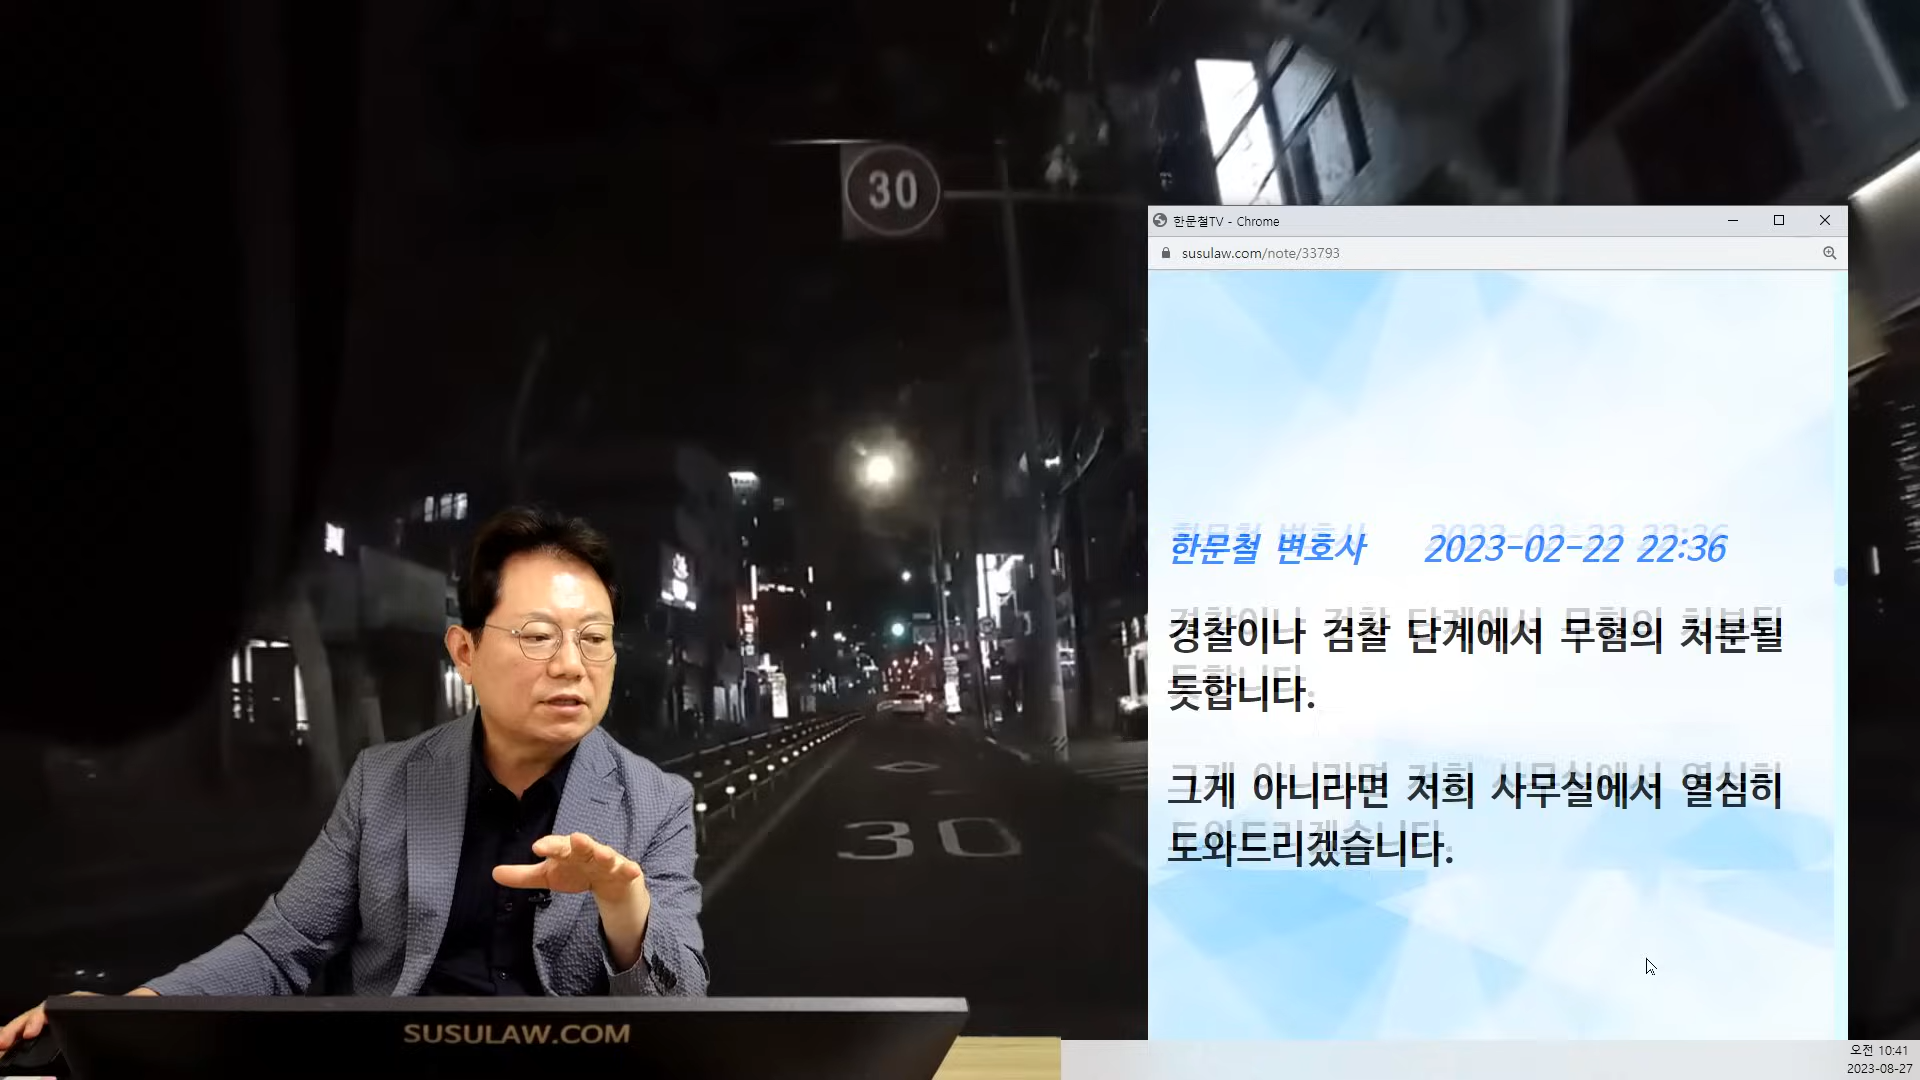 30
한문철TV - Chrome
susulaw.com/note/33793
한문철 변호사 2023-02-22 22:36
경찰이나 검찰 단계에서 무혐의 처분될
듯합니다.
그게 아니라면 저희 사무실에서 열심히
도와드리겠습니다.
30
SUSULAW.COM
오전 10:41
2023-08-27